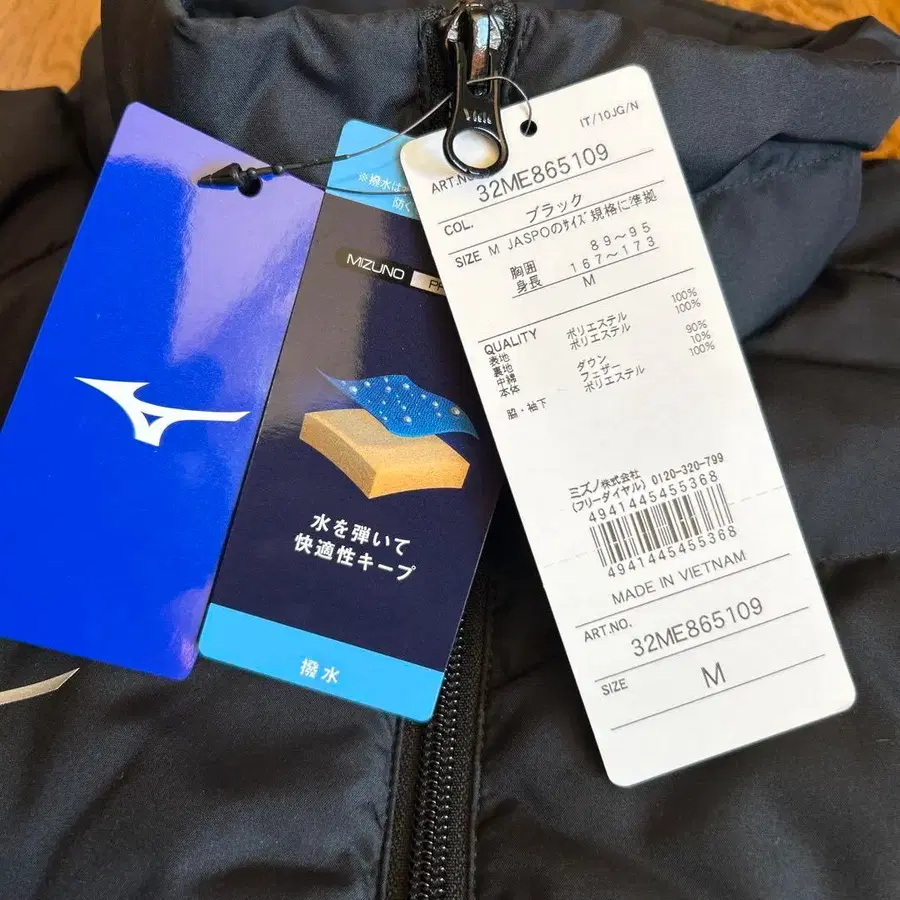 ※撥水は
防ぐ
MIZUNO
水を弾いて
快適性キープ
撥水
IT/10JG/N
ART.NO. 32ME865109
COL. ブラック
SIZE M JASPOのサイズ規格に準拠
胸囲 89～95
身長 167～173
M
QUALITY
表地 ポリエステル 100%
裏地 ポリエステル 100%
中綿 ダウン 90%
本体 フェザー 10%
脇・袖下 ポリエステル 100%
ミズノ株式会社
(フリーダイヤル) 0120-320-799
4941445455368
4941445455368
MADE IN VIETNAM
ART.NO.
32ME865109
SIZE M